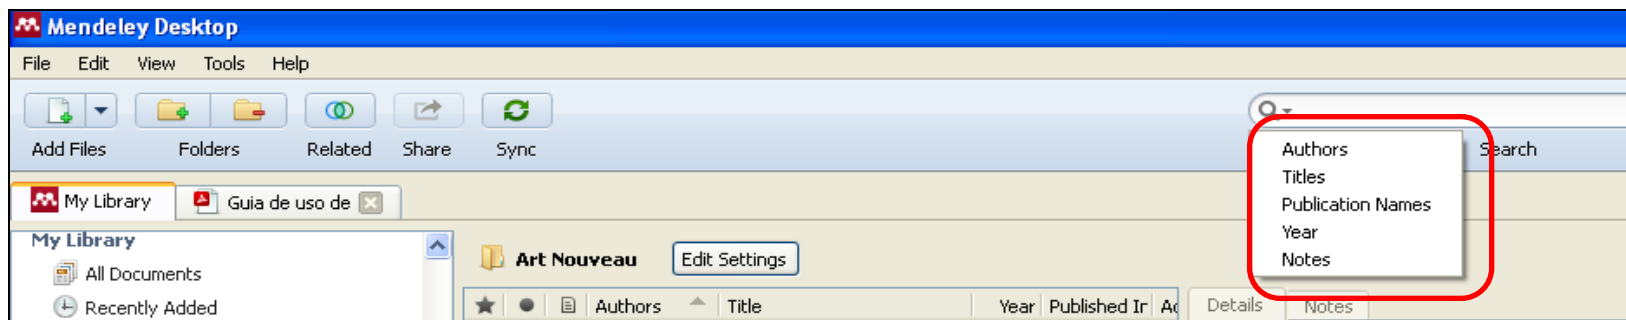 Mendeley Desktop
File Edit View Tools Help
Add Files Folders Related Share Sync Search
Authors
Titles
Publication Names
Year
Notes
My Library Guia de uso de
My Library
All Documents
Recently Added
Art Nouveau Edit Settings
Authors Title Year Published Ir Ac
Details Notes